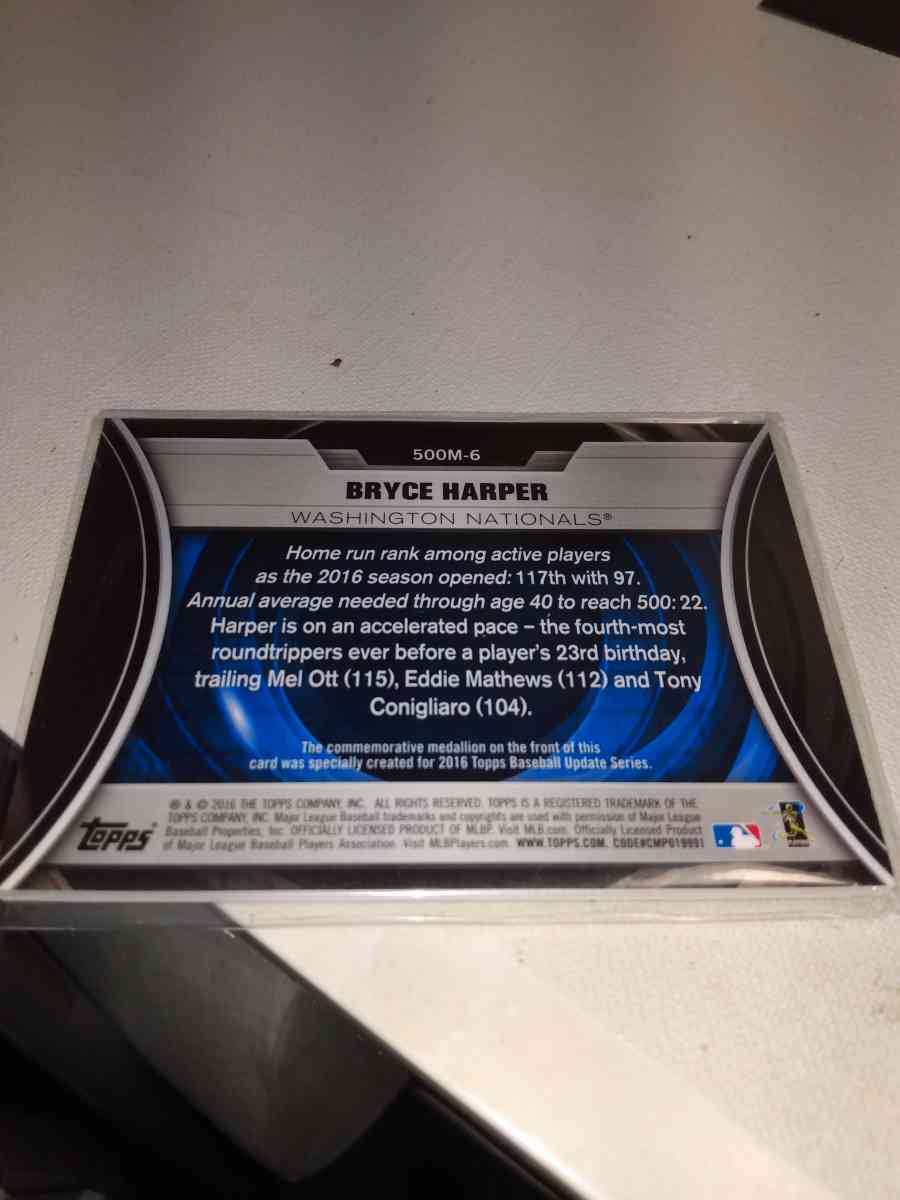 500M-6
BRYCE HARPER
WASHINGTON NATIONALS®
Home run rank among active players
as the 2016 season opened: 117th with 97.
Annual average needed through age 40 to reach 500: 22.
Harper is on an accelerated pace – the fourth-most
roundtrippers ever before a player's 23rd birthday,
trailing Mel Ott (115), Eddie Mathews (112) and Tony
Conigliaro (104).
The commemorative medallion on the front of this
card was specially created for 2016 Topps Baseball Update Series.
® & © 2016 THE TOPPS COMPANY, INC. ALL RIGHTS RESERVED. TOPPS IS A REGISTERED TRADEMARK OF THE
TOPPS COMPANY, INC. Major League Baseball trademarks and copyrights are used with permission of Major League
Baseball Properties, Inc. OFFICIALLY LICENSED PRODUCT OF MLBP. Visit MLB.com. Officially Licensed Product
of Major League Baseball Players Association. Visit MLBPlayers.com. WWW.TOPPS.COM. CODE#CMP019991
Topps®